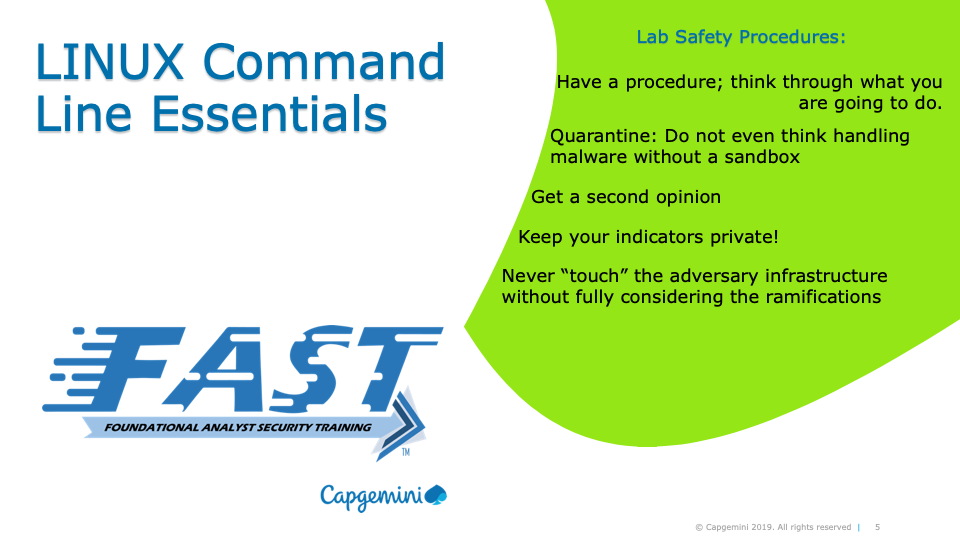 LINUX Command
Line Essentials
Lab Safety Procedures:
Have a procedure; think through what you
are going to do.
Quarantine: Do not even think handling
malware without a sandbox
Get a second opinion
Keep your indicators private!
Never “touch” the adversary infrastructure
without fully considering the ramifications
FAST
FOUNDATIONAL ANALYST SECURITY TRAINING
TM
Capgemini
© Capgemini 2019. All rights reserved | 5